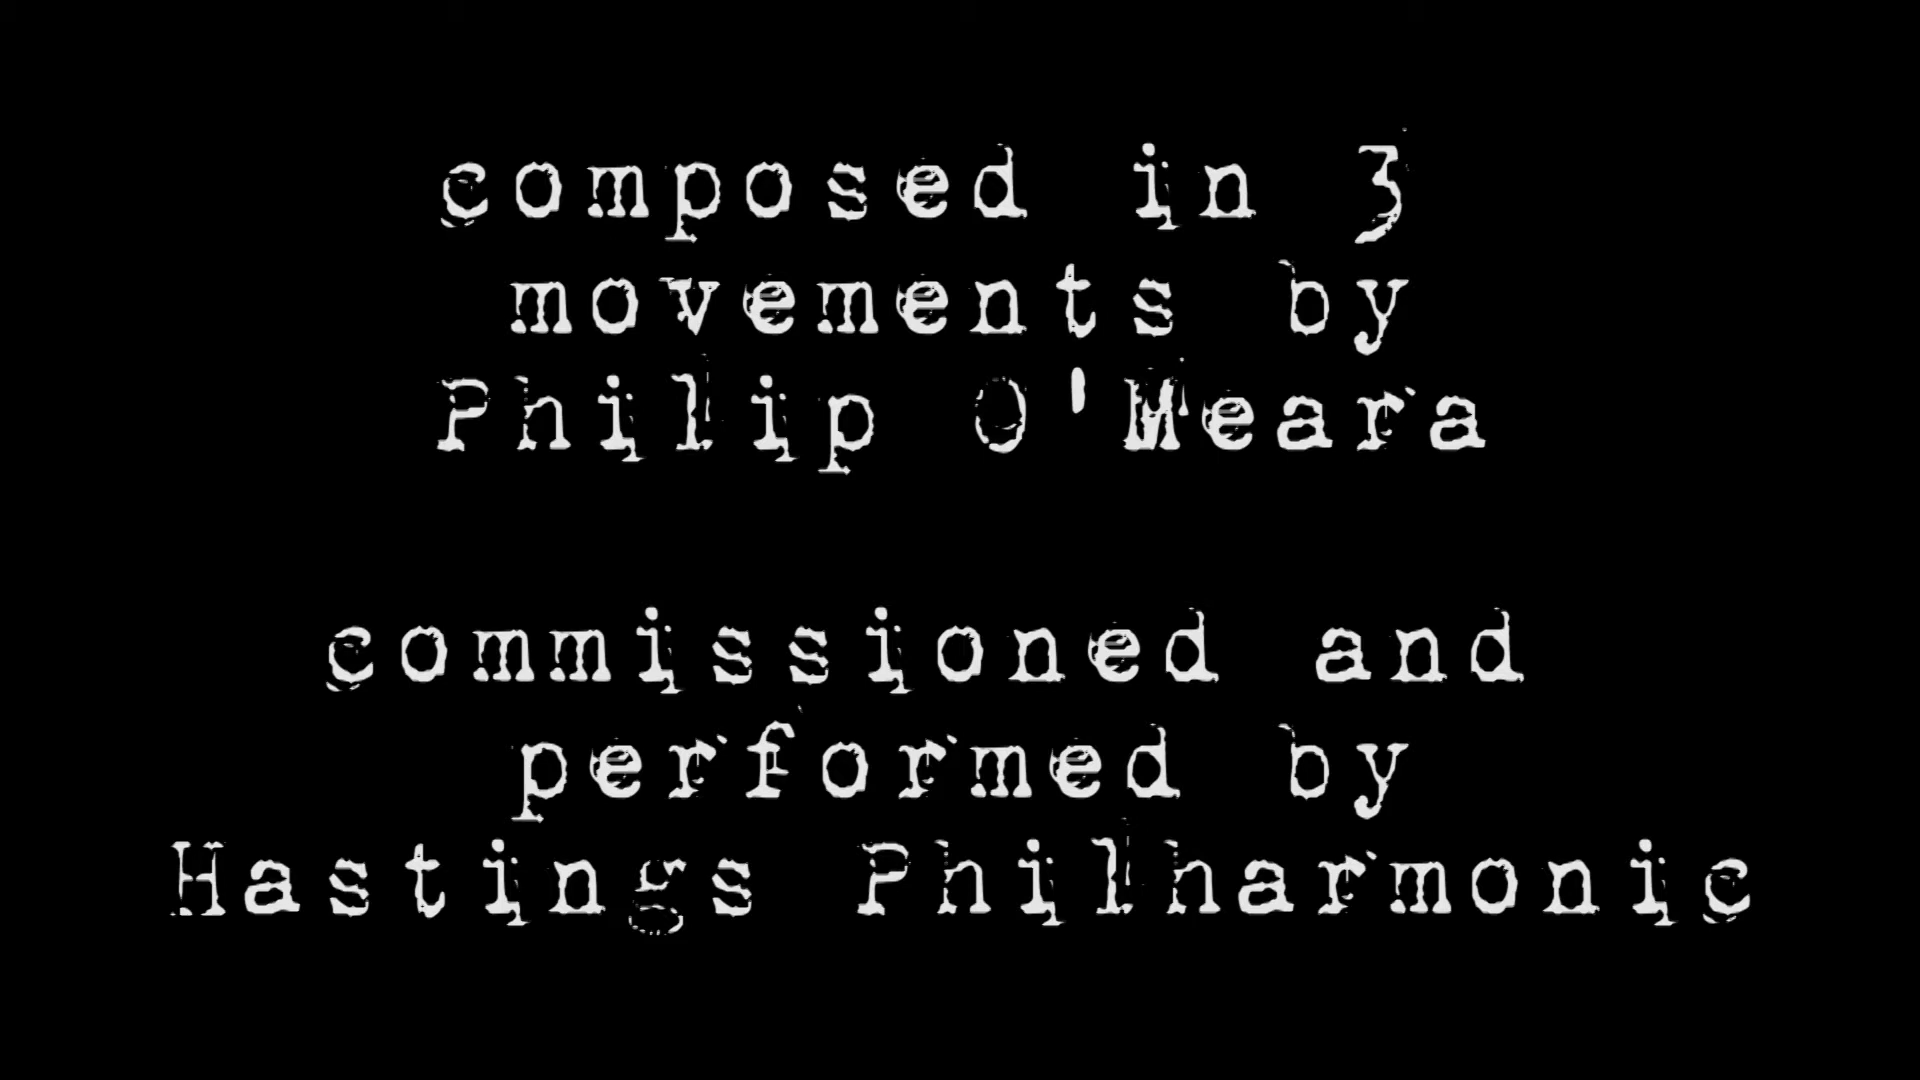 composed in 3
movements by
Philip O'Meara
commissioned and
performed by
Hastings Philharmonic